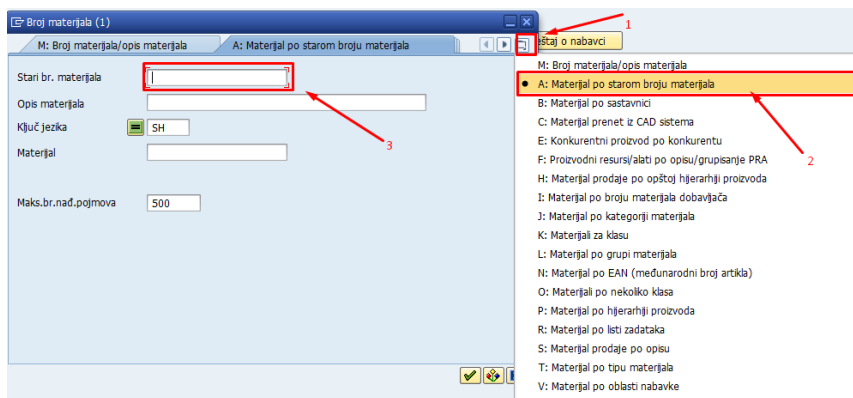 Broj materijala (1)
M: Broj materijala/opis materijala
A: Materijal po starom broju materijala
Stari br. materijala
Opis materijala
Ključ jezika
SH
Materijal
Maks.br.nađ.pojmova
500
1
eštaj o nabavci
M: Broj materijala/opis materijala
A: Materijal po starom broju materijala
B: Materijal po sastavnici
C: Materijal prenet iz CAD sistema
E: Konkurentni proizvod po konkurentu
F: Proizvodni resursi/alati po opisu/grupisanje PRA
H: Materijal prodaje po opštoj hijerarhiji proizvoda
I: Materijal po broju materijala dobavljača
J: Materijal po kategoriji materijala
K: Materijali za klasu
L: Materijal po grupi materijala
N: Materijal po EAN (međunarodni broj artikla)
O: Materijali po nekoliko klasa
P: Materijal po hijerarhiji proizvoda
R: Materijal po listi zadataka
S: Materijal prodaje po opisu
T: Materijal po tipu materijala
V: Materijal po oblasti nabavke
2
3